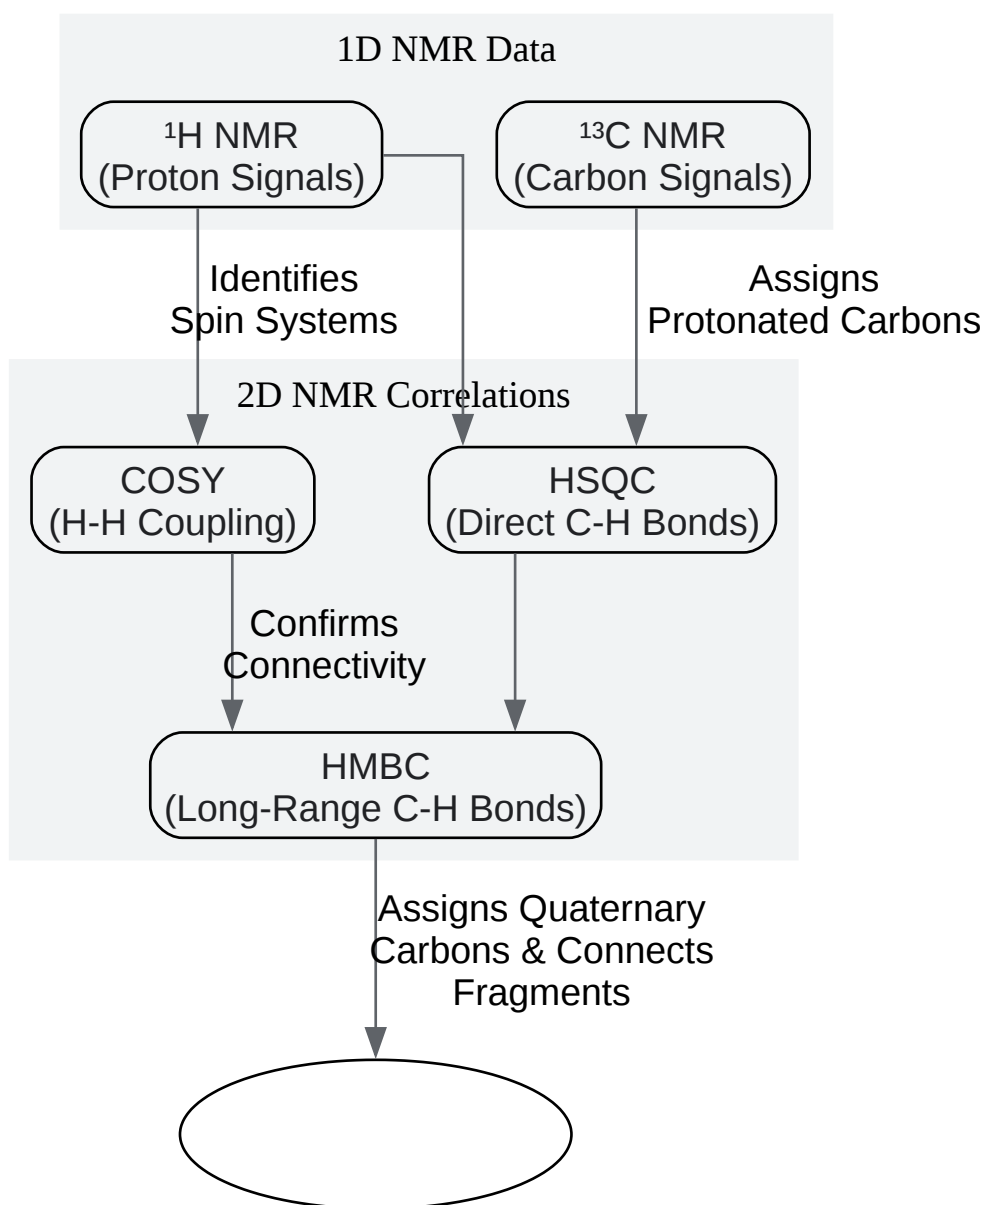 1D NMR Data
¹H NMR
(Proton Signals)
¹³C NMR
(Carbon Signals)
Identifies
Spin Systems
Assigns
Protonated Carbons
2D NMR Correlations
COSY
(H-H Coupling)
HSQC
(Direct C-H Bonds)
Confirms
Connectivity
HMBC
(Long-Range C-H Bonds)
Assigns Quaternary
Carbons & Connects
Fragments